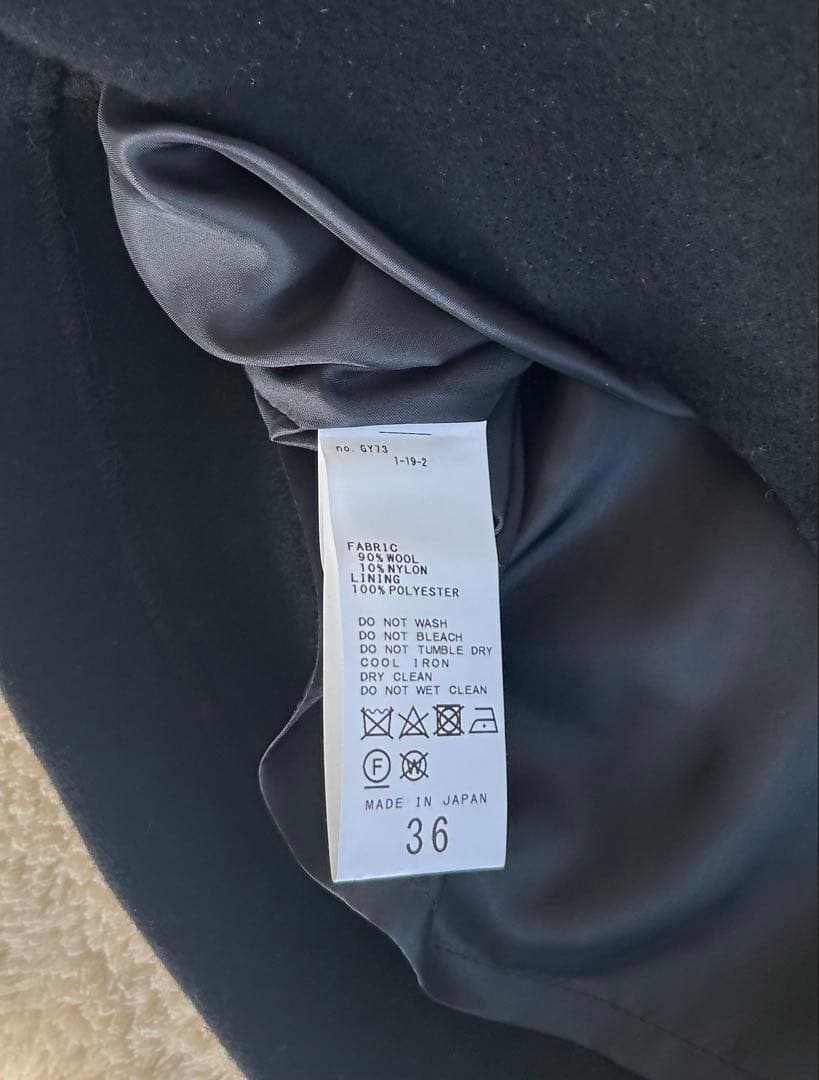 no. GY73
1-19-2
FABRIC
90%WOOL
10%NYLON
LINING
100%POLYESTER
DO NOT WASH
DO NOT BLEACH
DO NOT TUMBLE DRY
COOL IRON
DRY CLEAN
DO NOT WET CLEAN
F W
MADE IN JAPAN
36